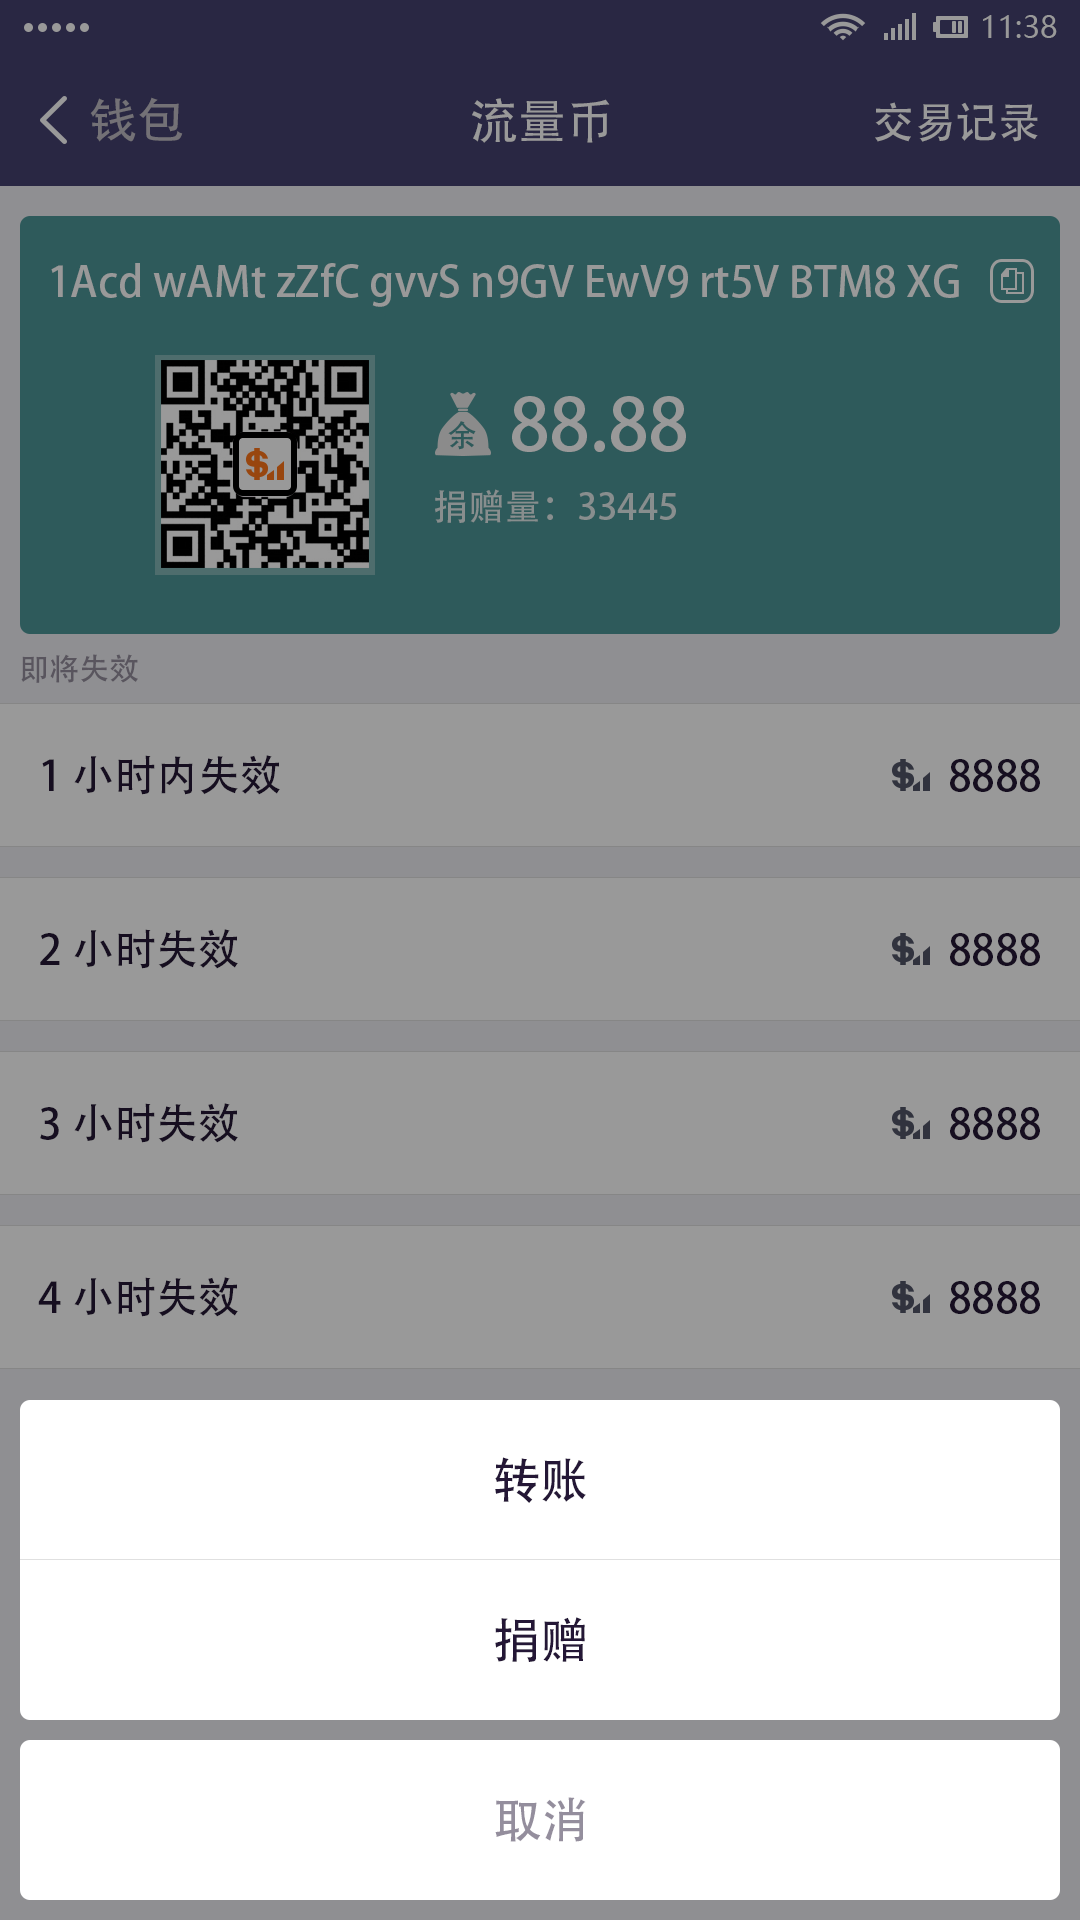 11:38
钱包 流量币 交易记录
1Acd wAMt zZfC gvvS n9GV EwV9 rt5V BTM8 XG
余 88.88
捐赠量：33445
即将失效
1 小时内失效 $ 8888
2 小时失效 $ 8888
3 小时失效 $ 8888
4 小时失效 $ 8888
转账
捐赠
取消